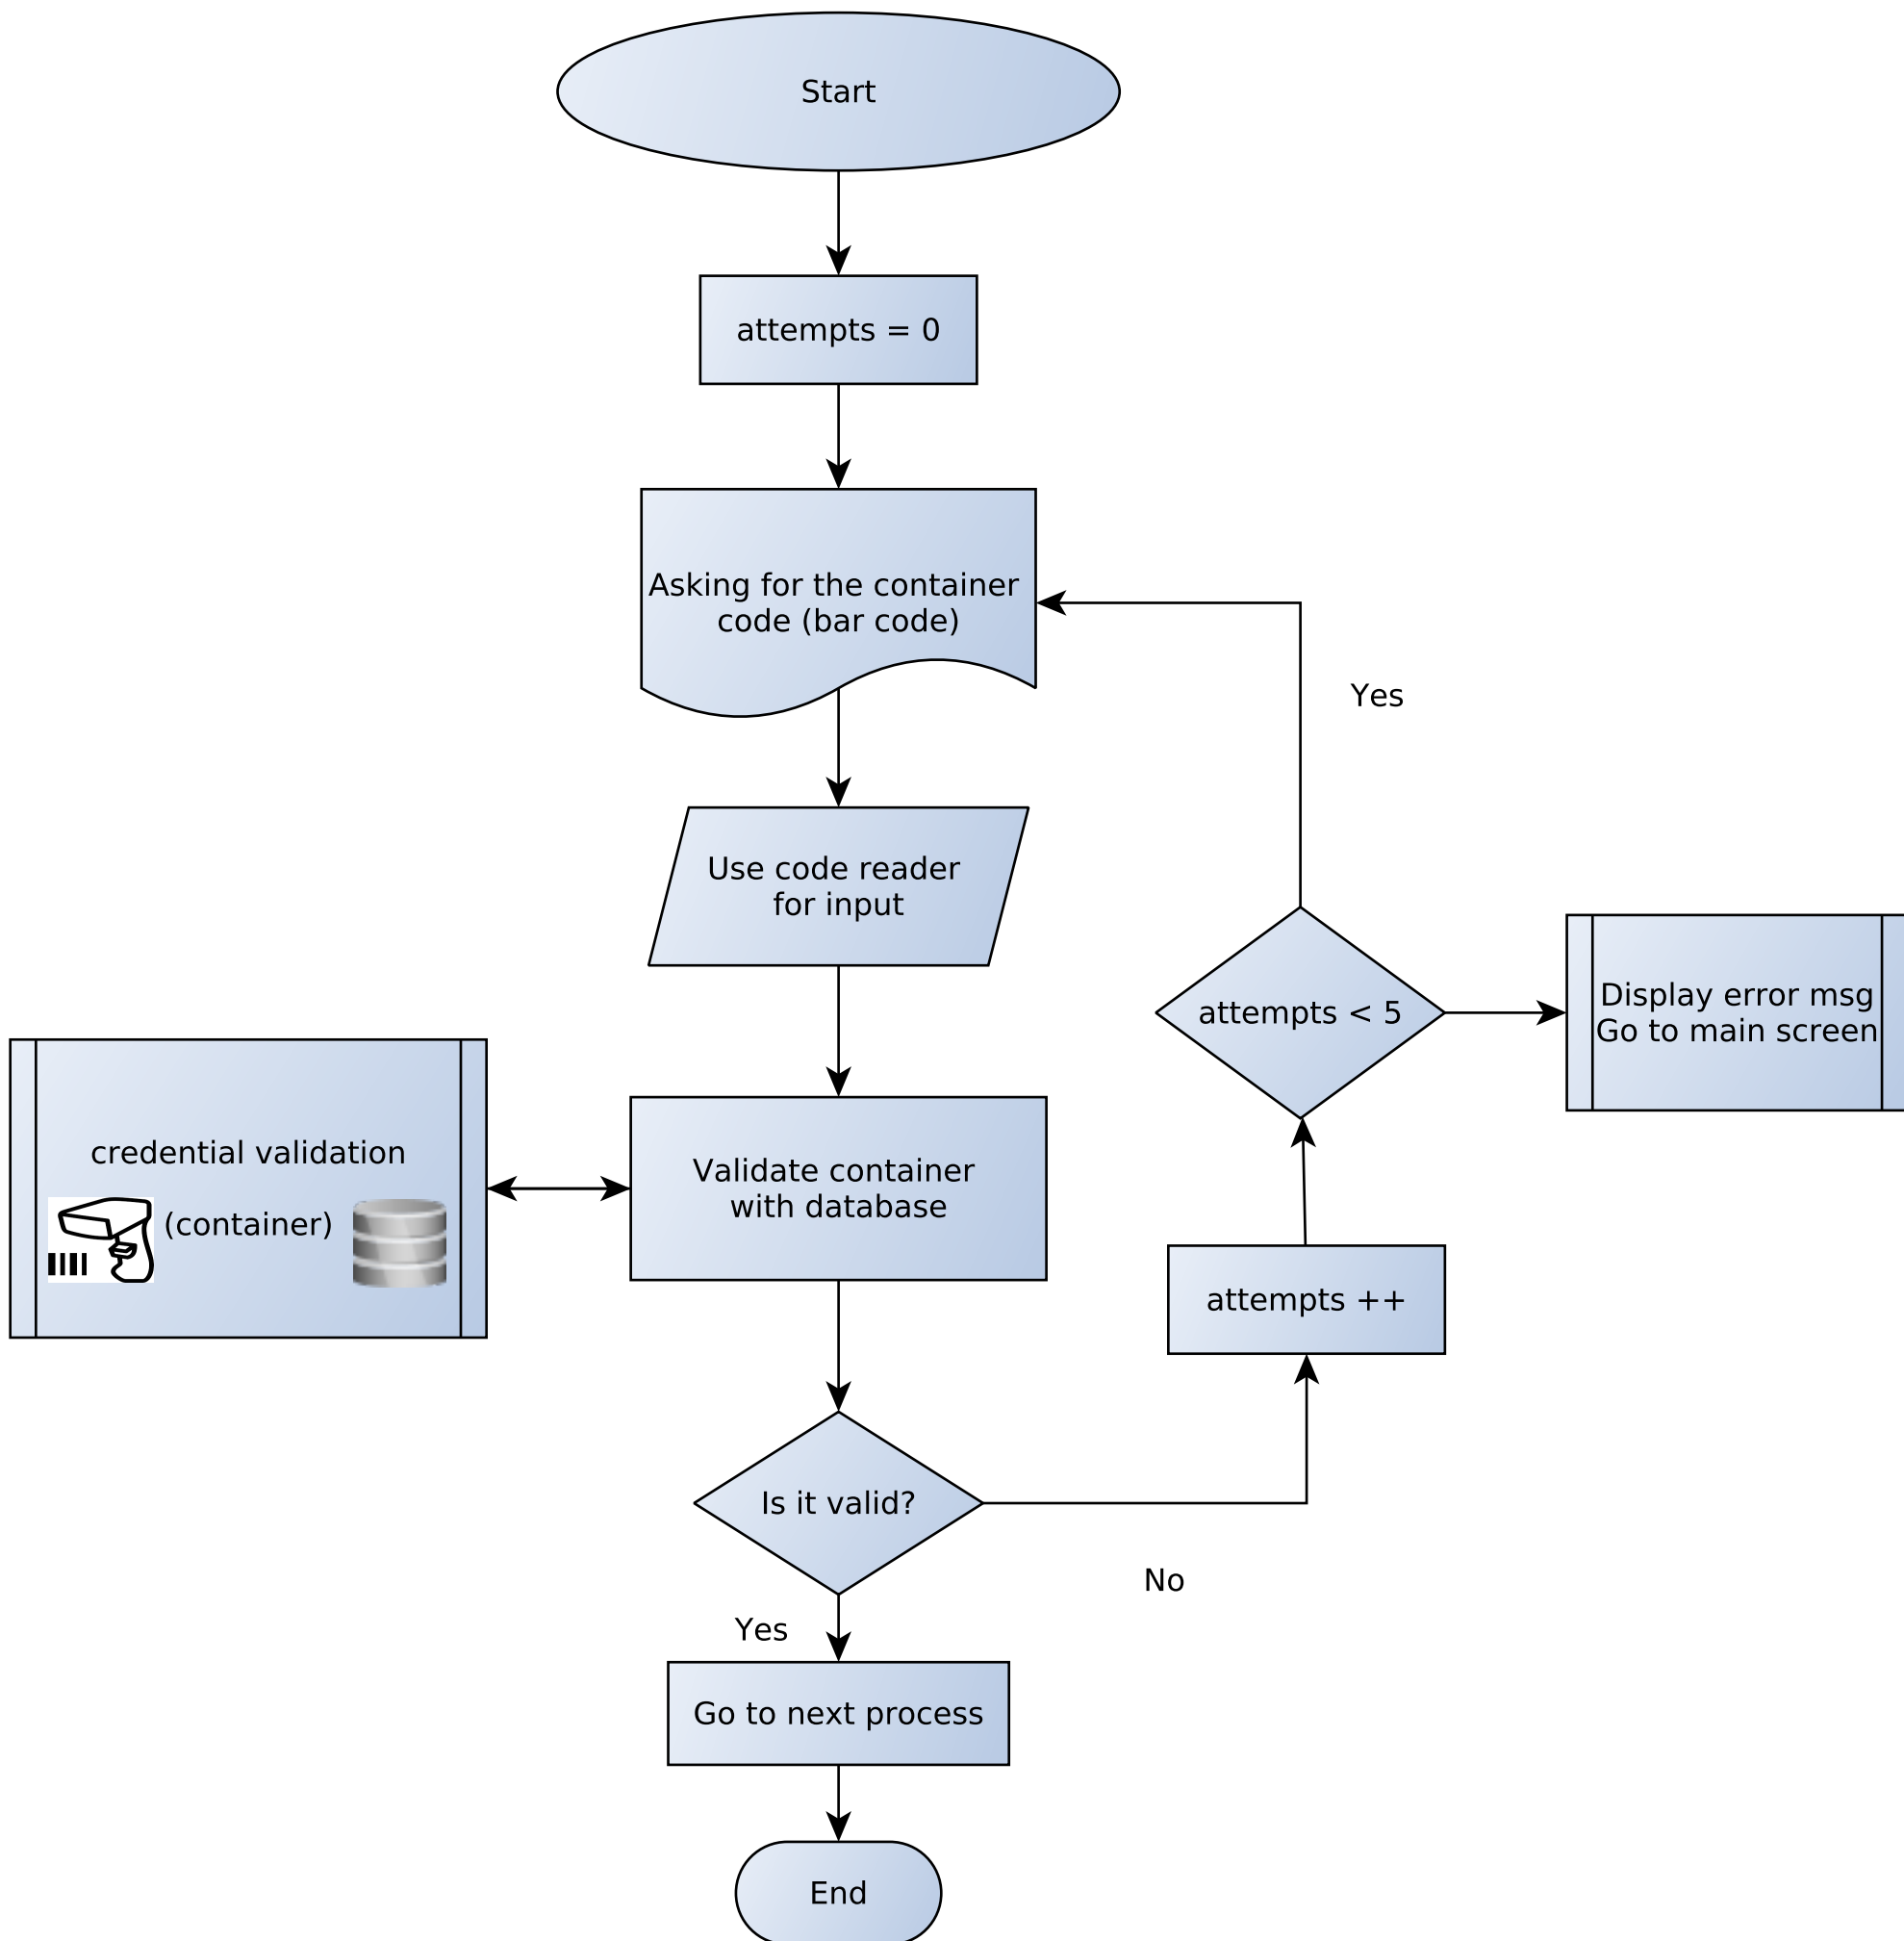 Start
attempts = 0
Asking for the container
code (bar code)
Yes
Use code reader
for input
attempts < 5
Display error msg
Go to main screen
credential validation
(container)
Validate container
with database
attempts ++
Is it valid?
No
Yes
Go to next process
End